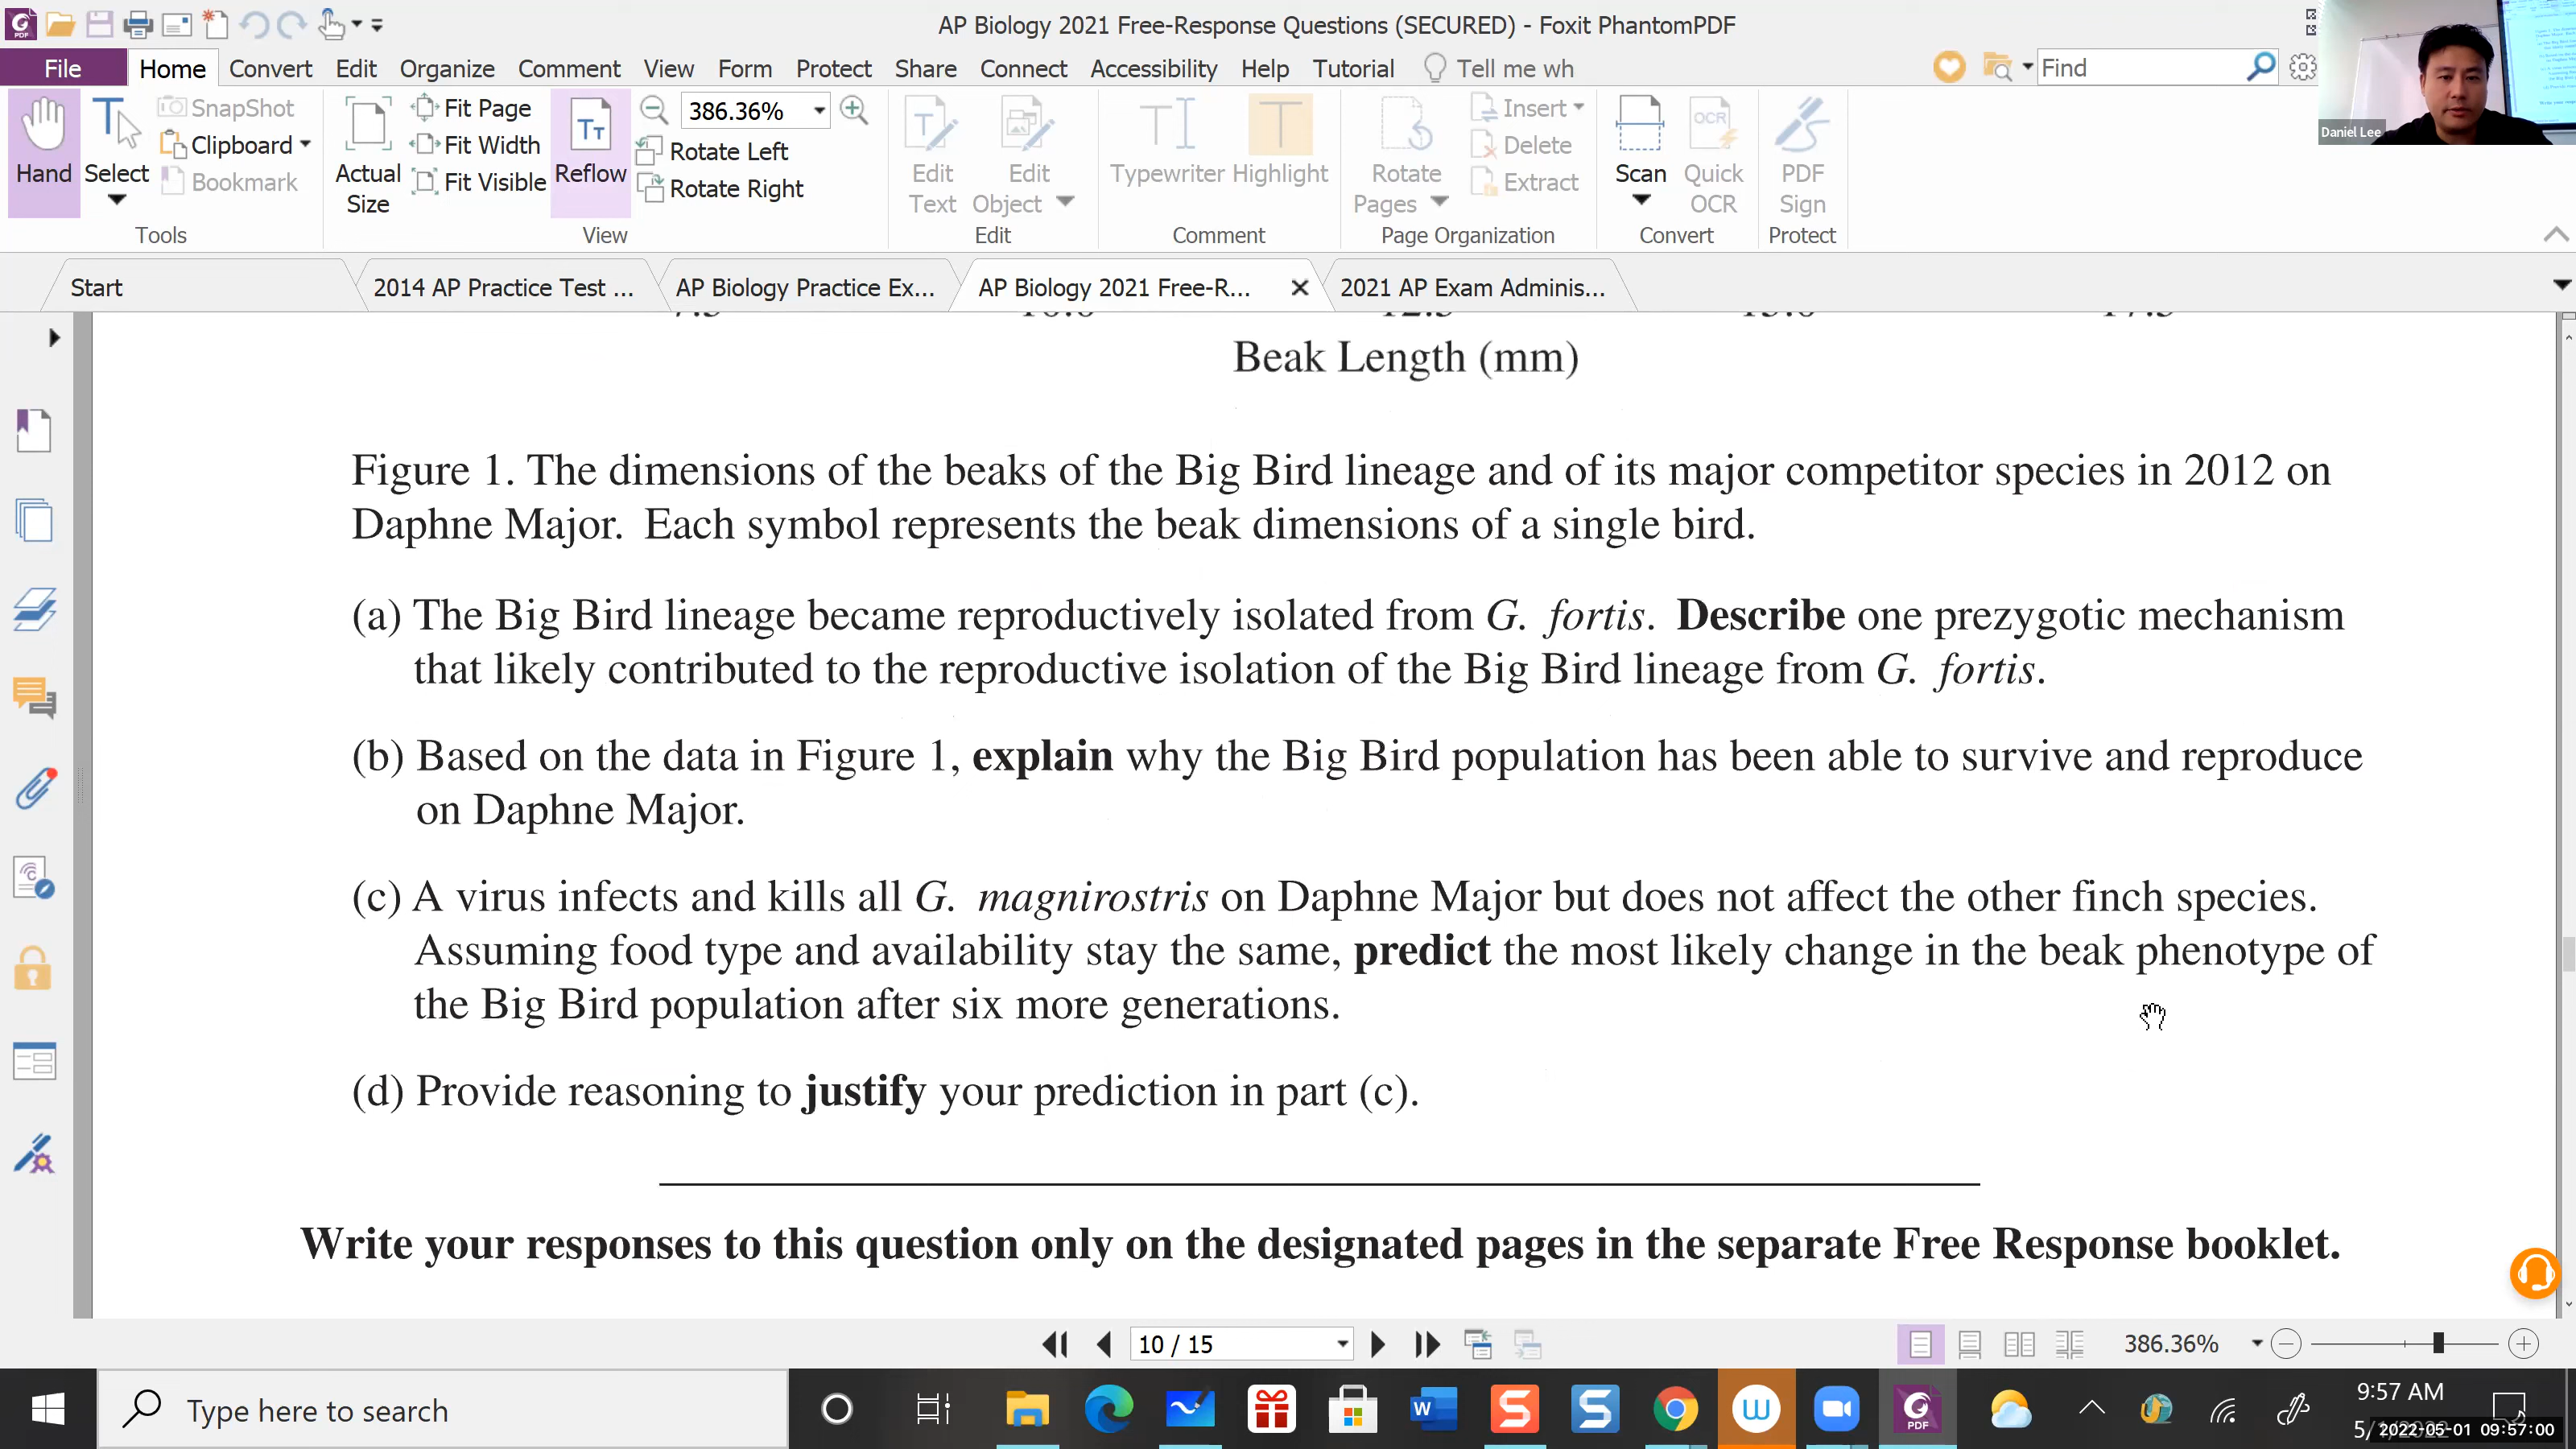 AP Biology 2021 Free-Response Questions (SECURED) - Foxit PhantomPDF
File Home Convert Edit Organize Comment View Form Protect Share Connect Accessibility Help Tutorial Tell me wh Find
Daniel Lee
Hand
Select
SnapShot
Clipboard
Bookmark
Tools
Actual Size
Fit Page
Fit Width
Fit Visible
Reflow
386.36%
Rotate Left
Rotate Right
View
Edit Text
Edit Object
Edit
Typewriter
Highlight
Comment
Rotate Pages
Insert
Delete
Extract
Page Organization
Scan
Quick OCR
Convert
PDF Sign
Protect
Start
2014 AP Practice Test ...
AP Biology Practice Ex...
AP Biology 2021 Free-R...
2021 AP Exam Adminis...
Beak Length (mm)
Figure 1. The dimensions of the beaks of the Big Bird lineage and of its major competitor species in 2012 on
Daphne Major. Each symbol represents the beak dimensions of a single bird.
(a) The Big Bird lineage became reproductively isolated from G. fortis. Describe one prezygotic mechanism
that likely contributed to the reproductive isolation of the Big Bird lineage from G. fortis.
(b) Based on the data in Figure 1, explain why the Big Bird population has been able to survive and reproduce
on Daphne Major.
(c) A virus infects and kills all G. magnirostris on Daphne Major but does not affect the other finch species.
Assuming food type and availability stay the same, predict the most likely change in the beak phenotype of
the Big Bird population after six more generations.
(d) Provide reasoning to justify your prediction in part (c).
Write your responses to this question only on the designated pages in the separate Free Response booklet.
10 / 15
386.36%
Type here to search
9:57 AM
2022-05-01 09:57:00